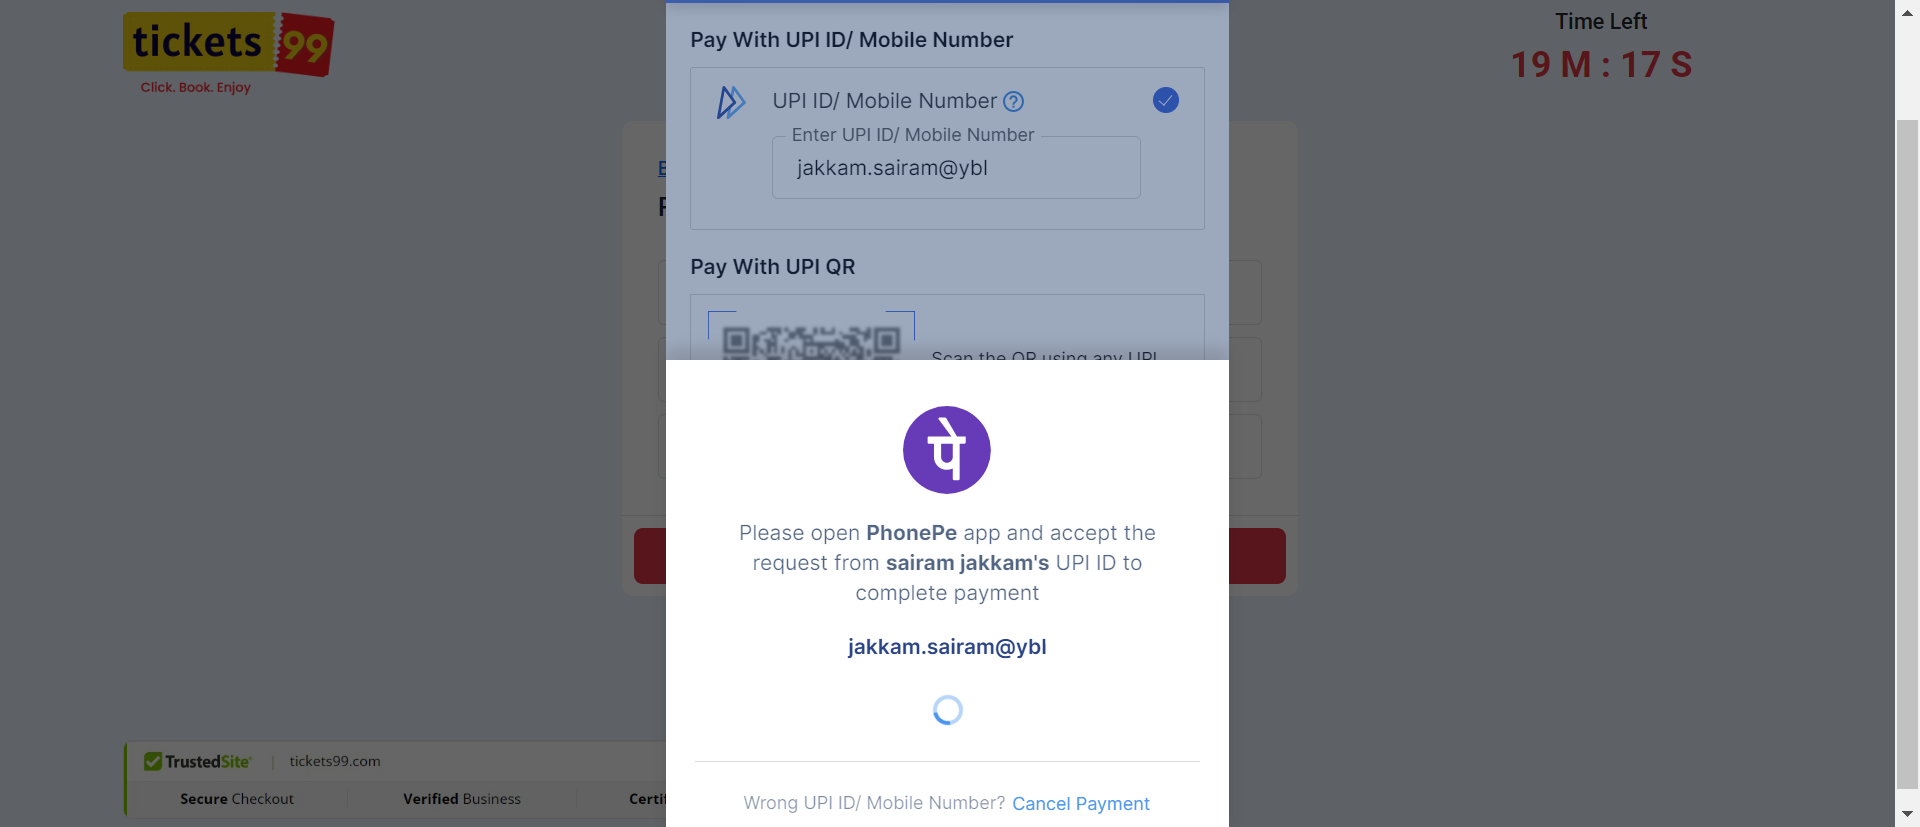 tickets 99
Click. Book. Enjoy
Time Left
19 M : 17 S
Pay With UPI ID/ Mobile Number
UPI ID/ Mobile Number ?
Enter UPI ID/ Mobile Number
jakkam.sairam@ybl
Pay With UPI QR
Scan the QR using any UPI
पे
Please open PhonePe app and accept the
request from sairam jakkam's UPI ID to
complete payment
jakkam.sairam@ybl
Wrong UPI ID/ Mobile Number? Cancel Payment
TrustedSite | tickets99.com
Secure Checkout
Verified Business